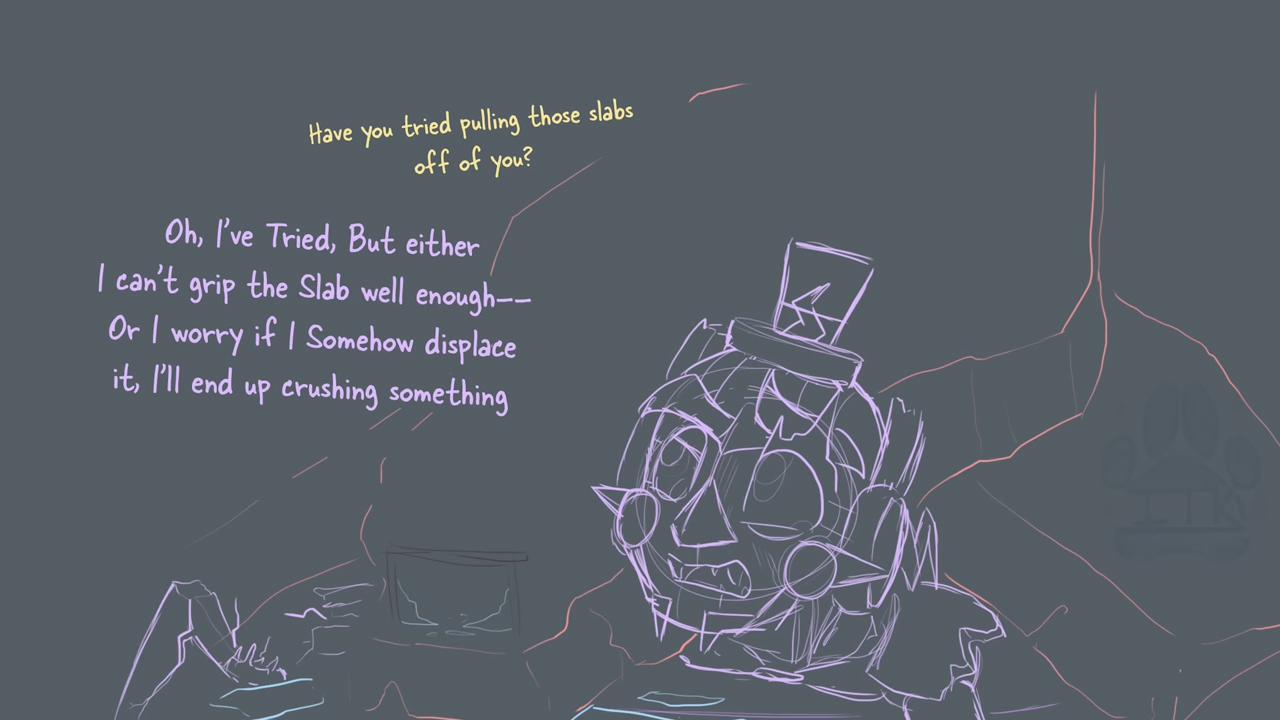 Have you tried pulling those slabs
off of you?
Oh, I've Tried, But either
I can't grip the Slab well enough--
Or I worry if I Somehow displace
it, I'll end up crushing something